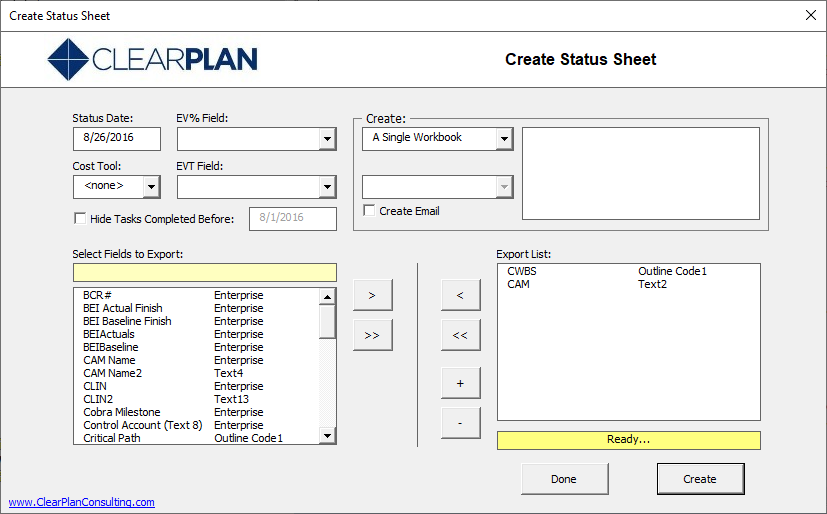 Create Status Sheet
CLEARPLAN
Create Status Sheet
Status Date:
8/26/2016
EV% Field:
Cost Tool:
<none>
EVT Field:
Hide Tasks Completed Before:
8/1/2016
Create:
A Single Workbook
Create Email
Select Fields to Export:
BCR# Enterprise
BEI Actual Finish Enterprise
BEI Baseline Finish Enterprise
BEIActuals Enterprise
BEIBaseline Enterprise
CAM Name Enterprise
CAM Name2 Text4
CLIN Enterprise
CLIN2 Text13
Cobra Milestone Enterprise
Control Account (Text 8) Enterprise
Critical Path Outline Code1
>
>>
<
<<
+
-
Export List:
CWBS Outline Code1
CAM Text2
Ready...
Done
Create
www.ClearPlanConsulting.com